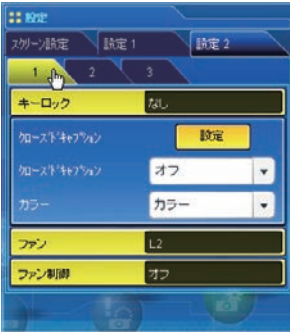 設定
スクリーン設定 設定 1 設定 2
1 2 3
キーロック なし
クローズドキャプション 設定
クローズドキャプション オフ
カラー カラー
ファン L2
ファン制御 オフ